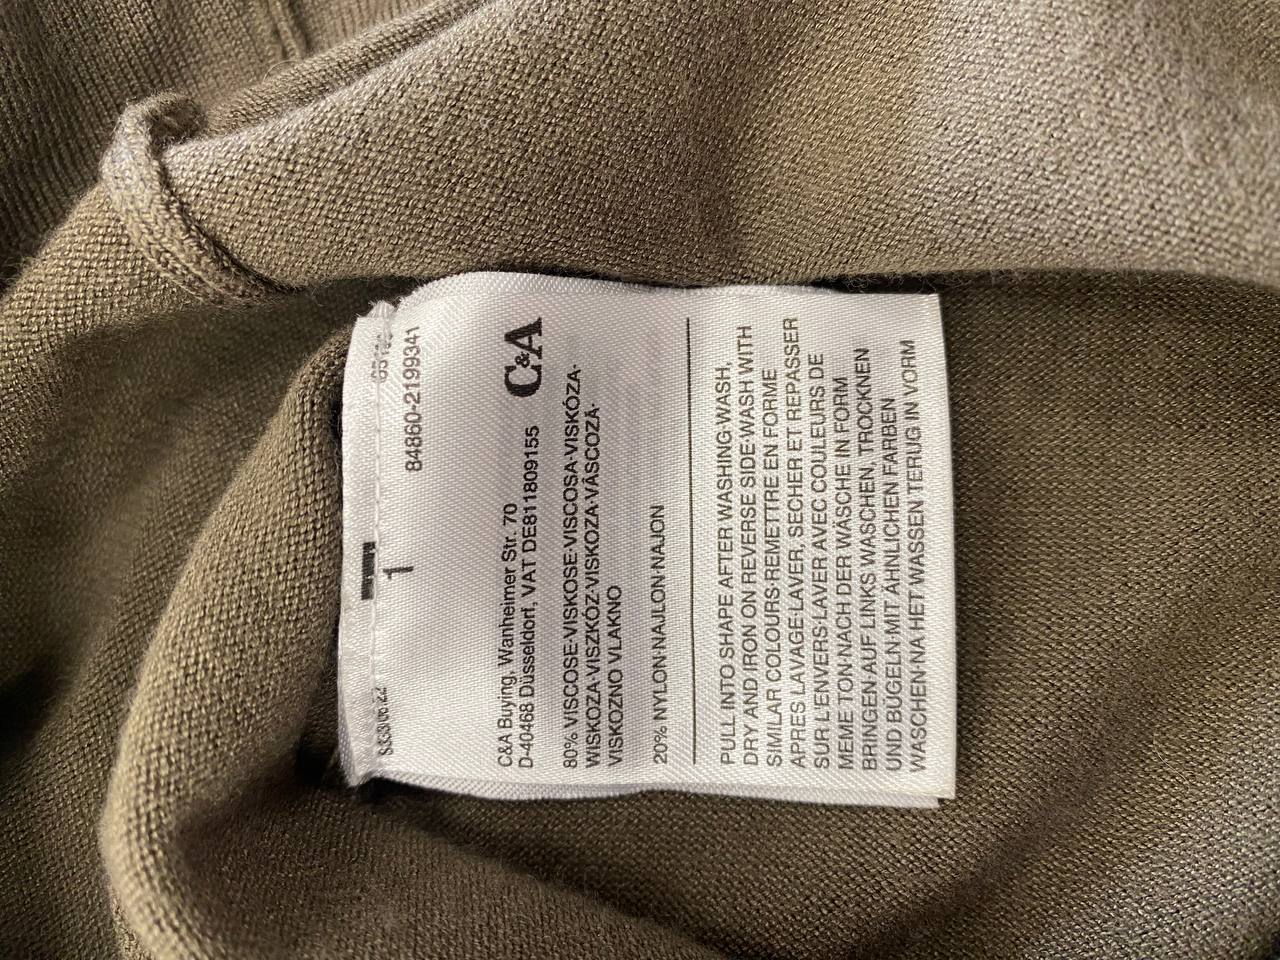 1
84860-2199341
C&A Buying, Wanheimer Str. 70
D-40468 Düsseldorf, VAT DE811809155
C&A
80% VISCOSE·VISKOSE·VISCOSA·VISKÓZA·
WISKOZA·VISZKÓZ·VISKOZA·VÂSCOZĂ·
VISKOZNO VLAKNO
20% NYLON·NAJLON·NAJON
PULL INTO SHAPE AFTER WASHING·WASH,
DRY AND IRON ON REVERSE SIDE·WASH WITH
SIMILAR COLOURS·REMETTRE EN FORME
APRES LAVAGE·LAVER, SECHER ET REPASSER
SUR L'ENVERS·LAVER AVEC COULEURS DE
MEME TON·NACH DER WÄSCHE IN FORM
BRINGEN·AUF LINKS WASCHEN, TROCKNEN
UND BÜGELN·MIT ÄHNLICHEN FARBEN
WASCHEN·NA HET WASSEN TERUG IN VORM